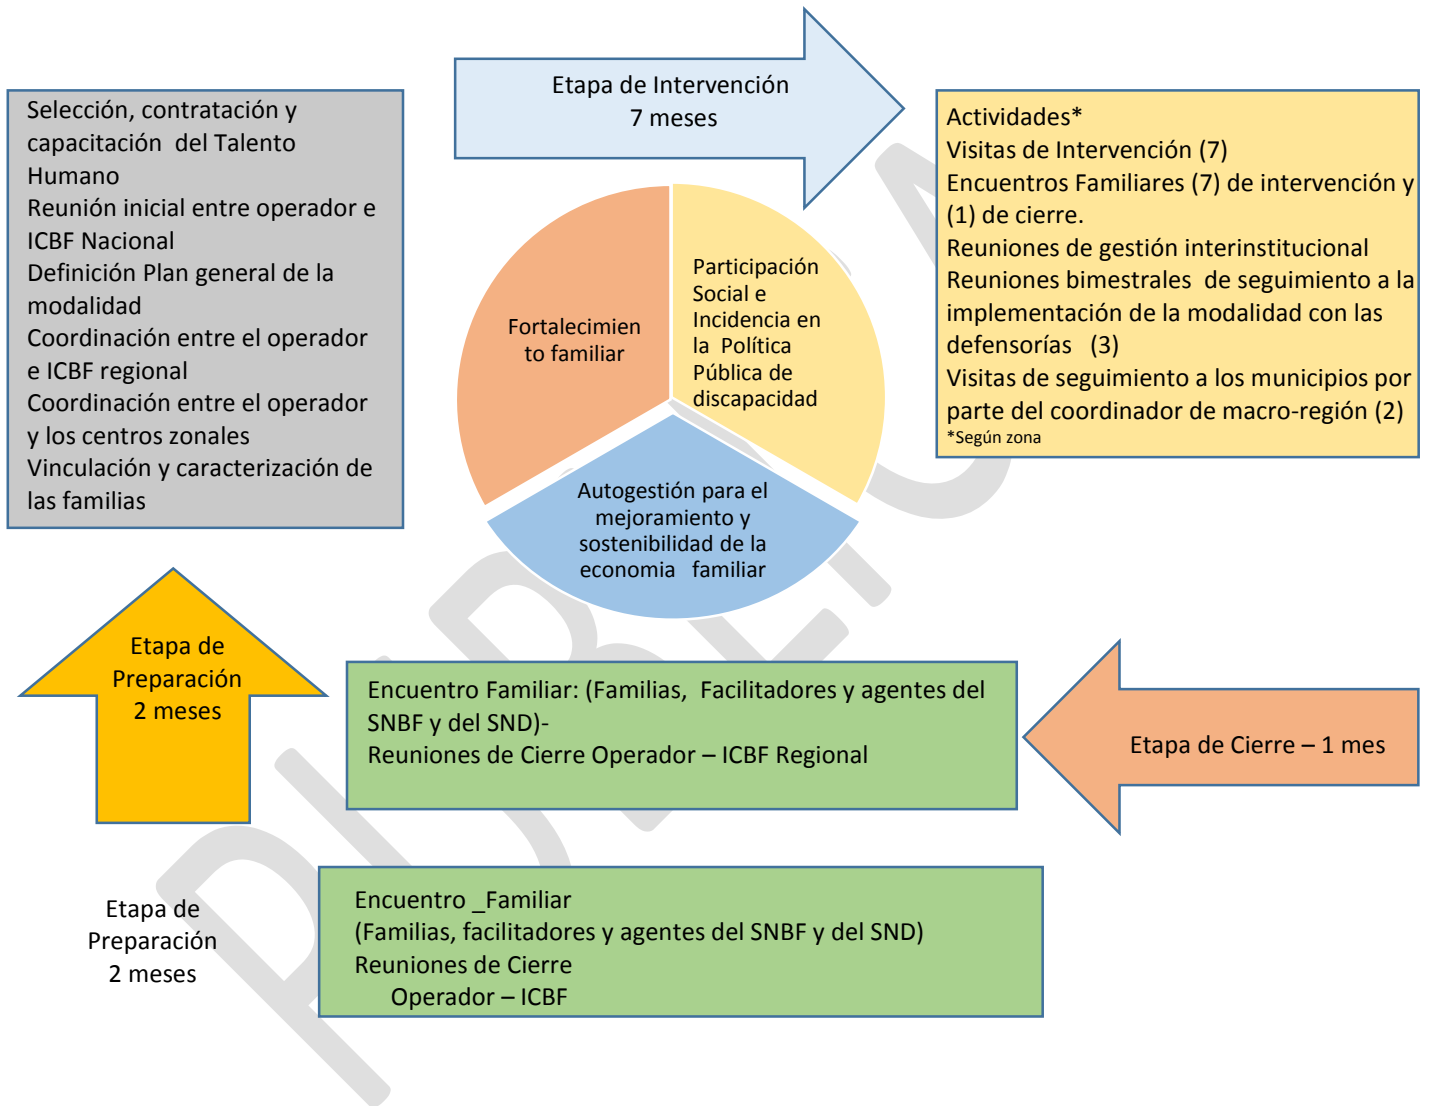 Etapa de Intervención
7 meses
Selección, contratación y
capacitación del Talento
Humano
Reunión inicial entre operador e
ICBF Nacional
Definición Plan general de la
modalidad
Coordinación entre el operador
e ICBF regional
Coordinación entre el operador
y los centros zonales
Vinculación y caracterización de
las familias
Actividades*
Visitas de Intervención (7)
Encuentros Familiares (7) de intervención y
(1) de cierre.
Reuniones de gestión interinstitucional
Reuniones bimestrales de seguimiento a la
implementación de la modalidad con las
defensorías (3)
Visitas de seguimiento a los municipios por
parte del coordinador de macro-región (2)
*Según zona
Fortalecimien
to familiar
Participación
Social e
Incidencia en
la Política
Pública de
discapacidad
Autogestión para el
mejoramiento y
sostenibilidad de la
economia familiar
Etapa de
Preparación
2 meses
Encuentro Familiar: (Familias, Facilitadores y agentes del
SNBF y del SND)-
Reuniones de Cierre Operador – ICBF Regional
Etapa de Cierre – 1 mes
Etapa de
Preparación
2 meses
Encuentro _Familiar
(Familias, facilitadores y agentes del SNBF y del SND)
Reuniones de Cierre
Operador – ICBF